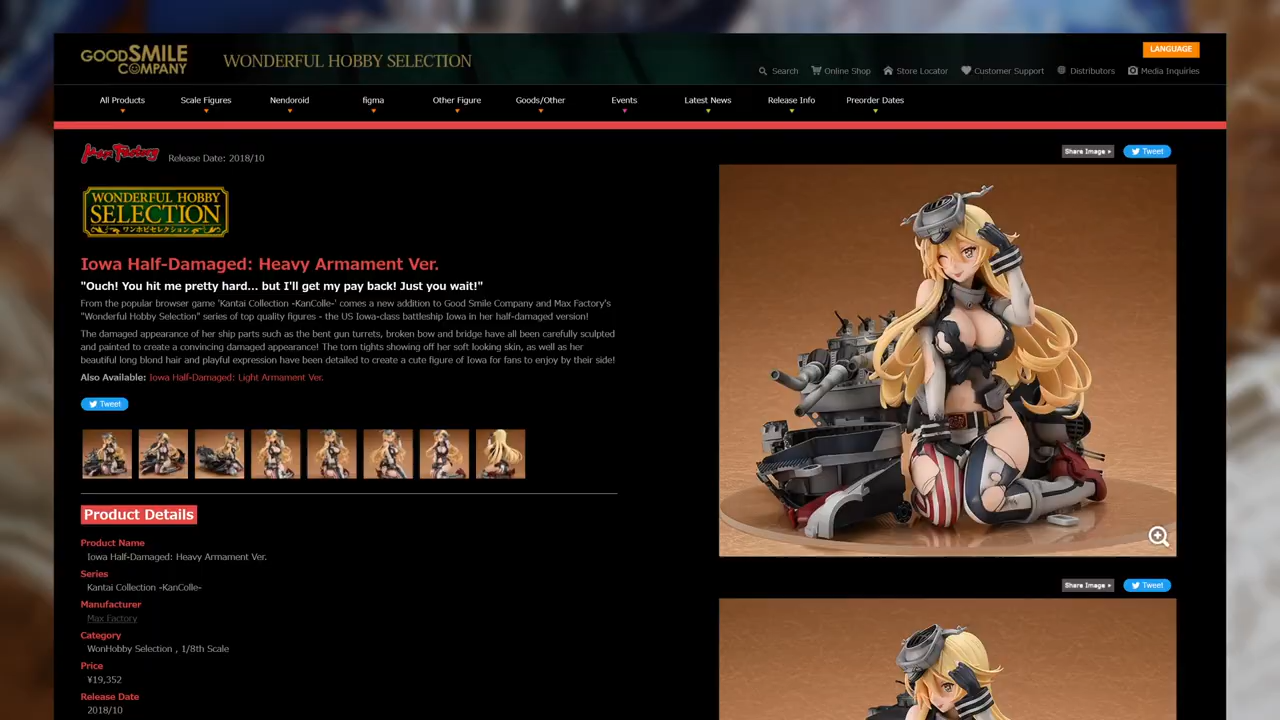 GOODSMILE COMPANY
WONDERFUL HOBBY SELECTION
LANGUAGE
Search
Online Shop
Store Locator
Customer Support
Distributors
Media Inquiries
All Products
Scale Figures
Nendoroid
figma
Other Figure
Goods/Other
Events
Latest News
Release Info
Preorder Dates
Max Factory
Release Date: 2018/10
Share Image »
Tweet
WONDERFUL HOBBY
SELECTION
ワンホビセレクション
Iowa Half-Damaged: Heavy Armament Ver.
"Ouch! You hit me pretty hard... but I'll get my pay back! Just you wait!"
From the popular browser game 'Kantai Collection -KanColle-' comes a new addition to Good Smile Company and Max Factory's
"Wonderful Hobby Selection" series of top quality figures - the US Iowa-class battleship Iowa in her half-damaged version!
The damaged appearance of her ship parts such as the bent gun turrets, broken bow and bridge have all been carefully sculpted
and painted to create a convincing damaged appearance! The torn tights showing off her soft looking skin, as well as her
beautiful long blond hair and playful expression have been detailed to create a cute figure of Iowa for fans to enjoy by their side!
Also Available: Iowa Half-Damaged: Light Armament Ver.
Tweet
Product Details
Product Name
Iowa Half-Damaged: Heavy Armament Ver.
Series
Kantai Collection -KanColle-
Manufacturer
Max Factory
Category
WonHobby Selection , 1/8th Scale
Price
¥19,352
Release Date
2018/10
Share Image »
Tweet